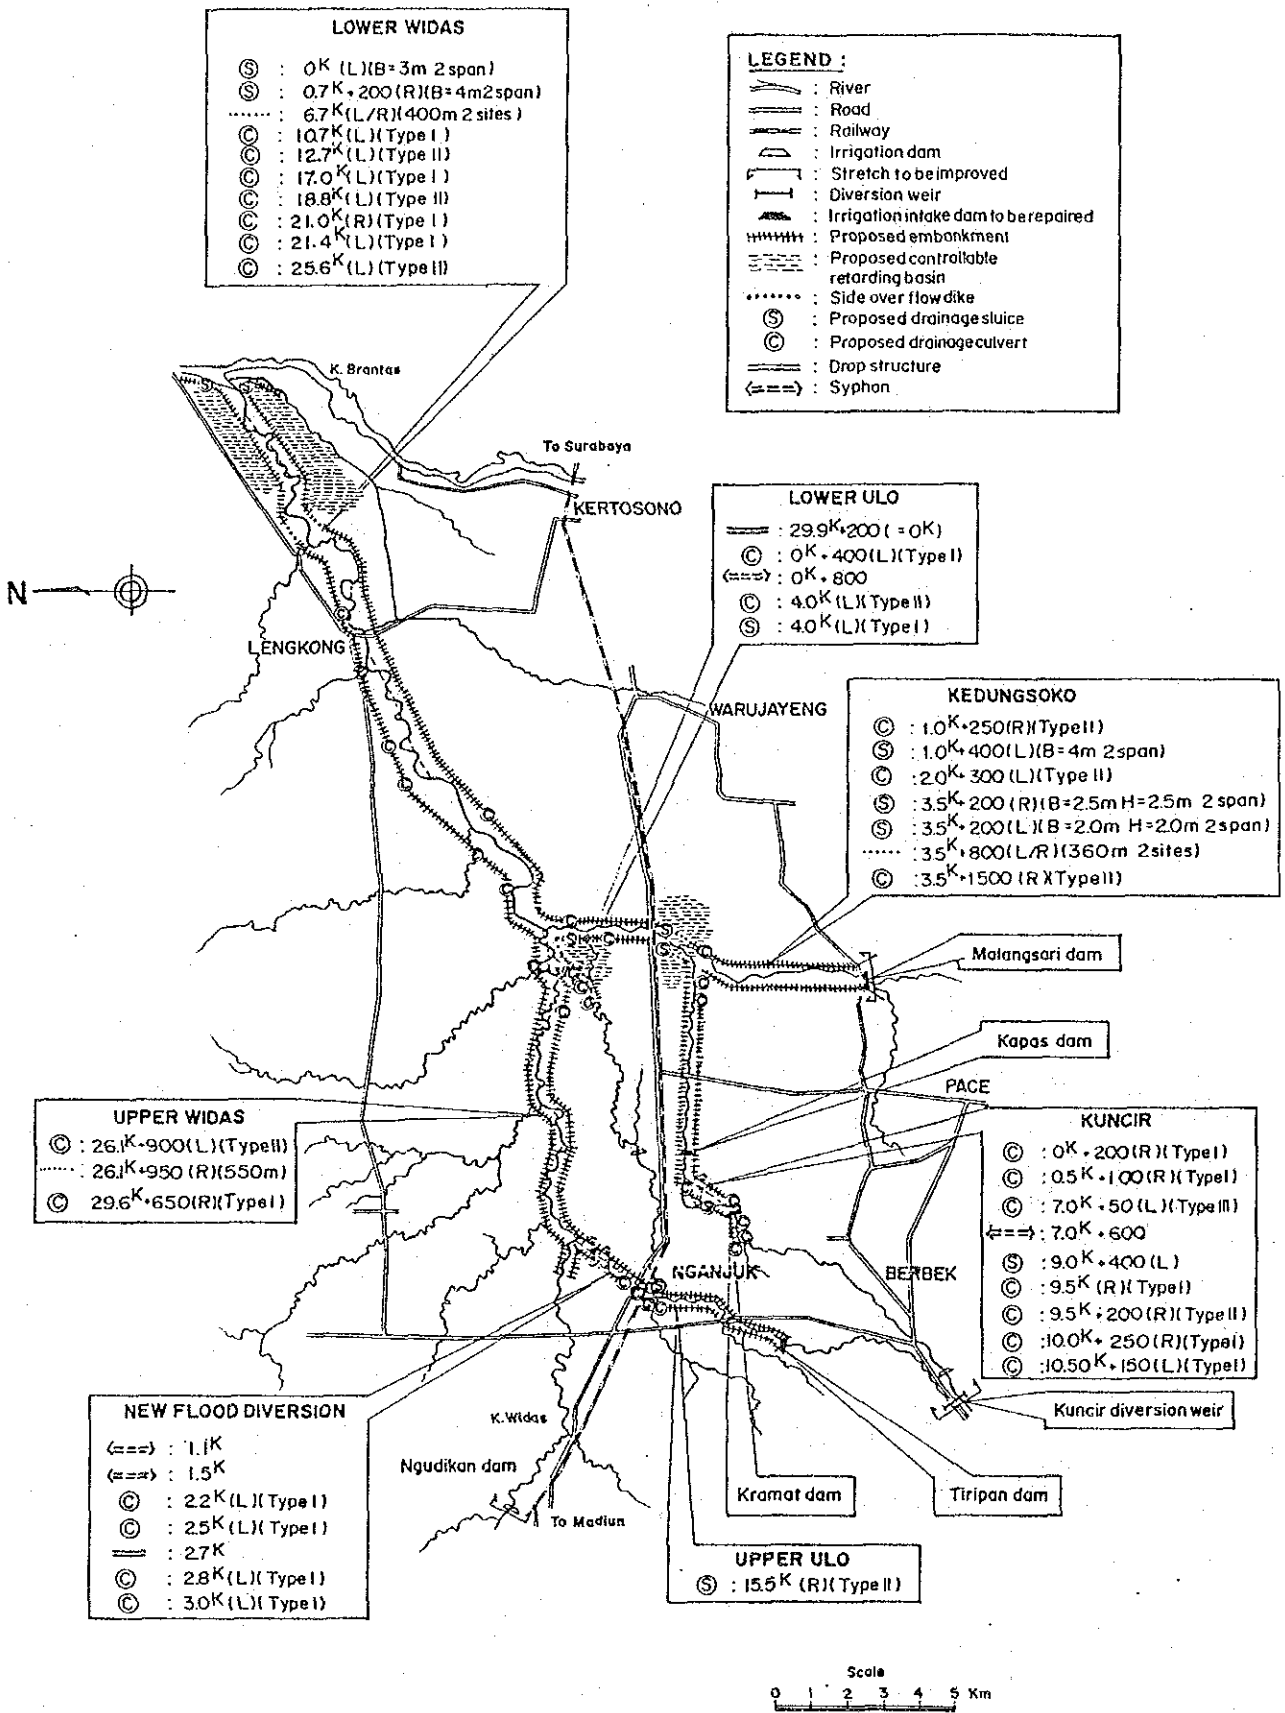 LOWER WIDAS
Ⓢ : 0K (L)(B=3m 2span)
Ⓢ : 0.7K+200(R)(B=4m2span)
...... : 6.7K(L/R)(400m 2sites)
Ⓒ : 10.7K(L)(Type I)
Ⓒ : 12.7K(L)(Type II)
Ⓒ : 17.0K(L)(Type I)
Ⓒ : 18.8K(L)(Type II)
Ⓒ : 21.0K(R)(Type I)
Ⓒ : 21.4K(L)(Type I)
Ⓒ : 25.6K(L)(Type III)
LEGEND :
: River
: Road
: Railway
: Irrigation dam
: Stretch to be improved
: Diversion weir
: Irrigation intake dam to be repaired
: Proposed embankment
: Proposed controllable
retarding basin
: Side over flow dike
Ⓢ : Proposed drainage sluice
Ⓒ : Proposed drainage culvert
: Drop structure
<===> : Syphon
K. Brantas
To Surabaya
KERTOSONO
N
LENGKONG
WARUJAYENG
LOWER ULO
: 29.9K+200 (=0K)
Ⓒ : 0K+400(L)(Type I)
<===> : 0K+800
Ⓒ : 4.0K(L)(Type II)
Ⓢ : 4.0K(L)(Type I)
KEDUNGSOKO
Ⓒ : 1.0K+250(R)(Type II)
Ⓢ : 1.0K+400(L)(B=4m 2span)
Ⓒ : 2.0K+300(L)(Type II)
Ⓢ : 3.5K+200(R)(B=2.5m H=2.5m 2span)
Ⓢ : 3.5K+200(L)(B=2.0m H=2.0m 2span)
...... : 3.5K+800(L/R)(360m 2sites)
Ⓒ : 3.5K+1500(R)(Type II)
Malangsari dam
Kapas dam
PACE
UPPER WIDAS
Ⓒ : 26.1K+900(L)(Type II)
...... : 26.1K+950(R)(550m)
Ⓒ : 29.6K+650(R)(Type I)
KUNCIR
Ⓒ : 0K+200(R)(Type I)
Ⓒ : 0.5K+100(R)(Type I)
Ⓒ : 7.0K+50(L)(Type III)
<===> : 7.0K+600
Ⓢ : 9.0K+400(L)
Ⓒ : 9.5K(R)(Type I)
Ⓒ : 9.5K+200(R)(Type II)
Ⓒ : 10.0K+250(R)(Type I)
Ⓒ : 10.50K+150(L)(Type I)
NGANJUK
BERBEK
Kuncir diversion weir
NEW FLOOD DIVERSION
<===> : 1.1K
<===> : 1.5K
Ⓒ : 2.2K(L)(Type I)
Ⓒ : 2.5K(L)(Type I)
: 2.7K
Ⓒ : 2.8K(L)(Type I)
Ⓒ : 3.0K(L)(Type I)
K.Widas
Ngudikan dam
To Madiun
Kramat dam
Tiripan dam
UPPER ULO
Ⓢ : 15.5K (R)(Type II)
Scale
0 1 2 3 4 5 Km